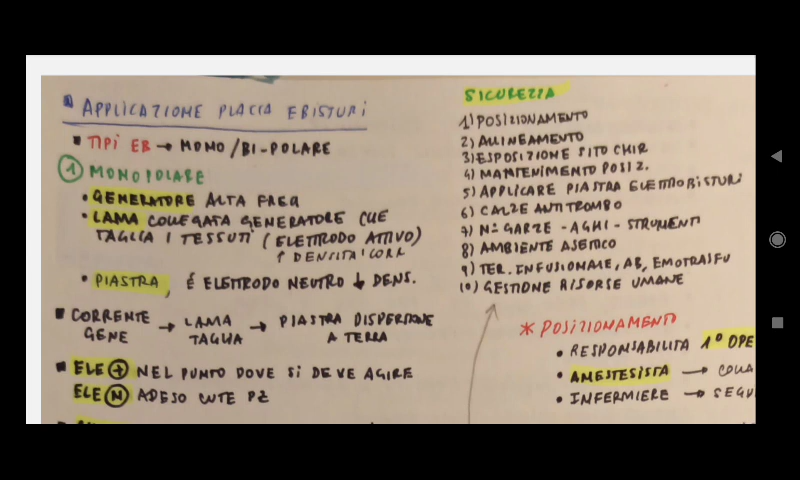 APPLICAZIONE PLACCA EBISTURI
TIPI EB → MONO/BI-POLARE
1 MONOPOLARE
• GENERATORE ALTA FREQ
• LAMA COLLEGATA GENERATORE CHE
TAGLIA I TESSUTI (ELETTRODO ATTIVO)
↑ DENSITA' CORR
• PIASTRA, É ELETTRODO NEUTRO ↓ DENS.
CORRENTE → LAMA → PIASTRA DISPERSIONE
GENE TAGLIA A TERRA
ELE + NEL PUNTO DOVE SI DEVE AGIRE
ELE N ADESO CUTE PZ
SICUREZZA
1) POSIZIONAMENTO
2) ALLINEAMENTO
3) ESPOSIZIONE SITO CHIR
4) MANTENIMENTO POSIZ.
5) APPLICARE PIASTRA ELETTROBISTURI
6) CALZE ANTITROMBO
7) N° GARZE - AGHI - STRUMENTI
8) AMBIENTE ASETTICO
9) TER. INFUSIONALE, AB, EMOTRASFU
10) GESTIONE RISORSE UMANE
* POSIZIONAMENTO
• RESPONSABILITA 1° OPE
• ANESTESISTA → COLLA
• INFERMIERE → SEGU